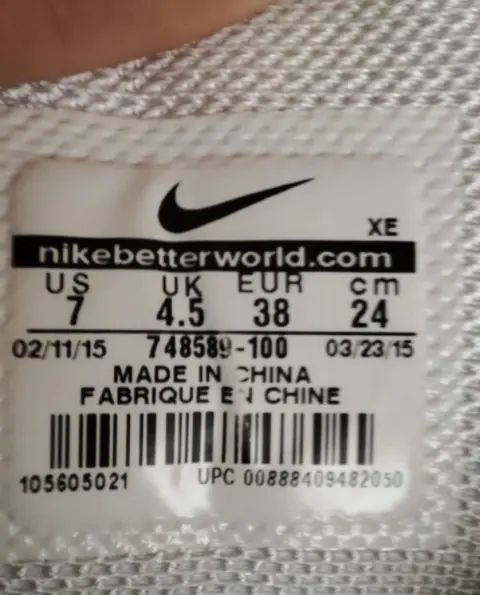 XE
nikebetterworld.com
US UK EUR cm
7 4.5 38 24
02/11/15 748589-100 03/23/15
MADE IN CHINA
FABRIQUE EN CHINE
105605021 UPC 00888409482050